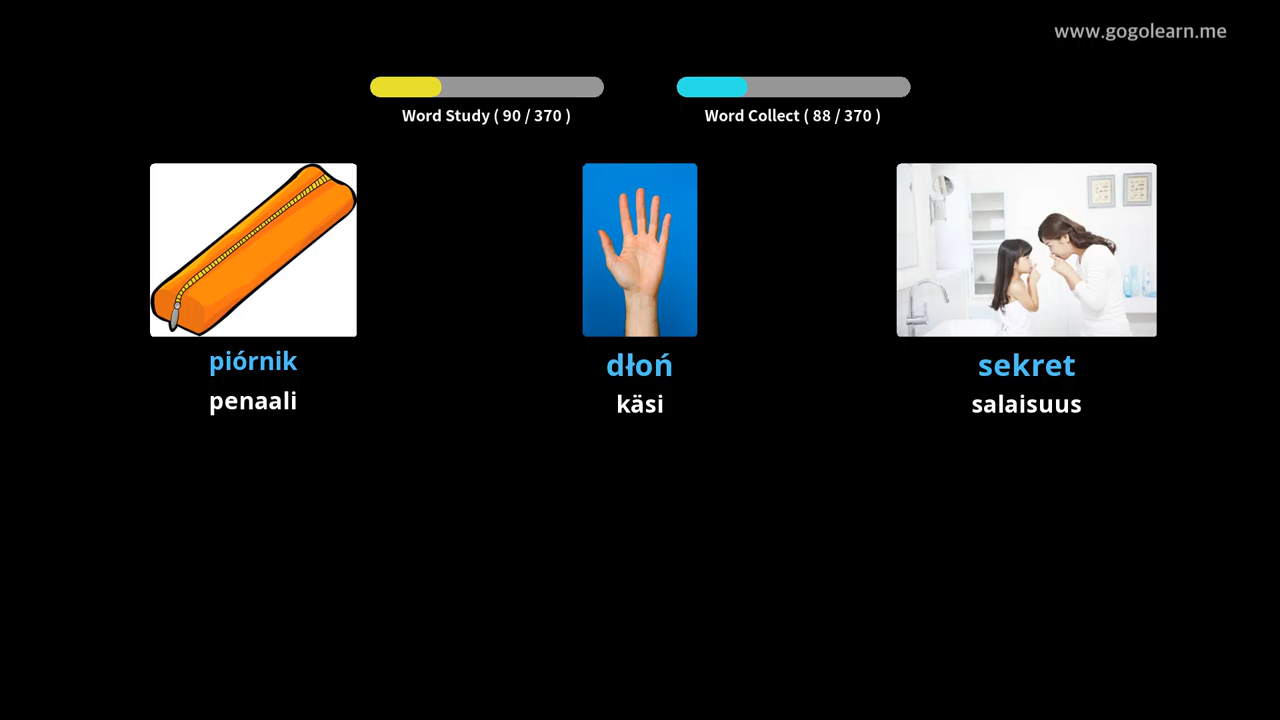 www.gogolearn.me
Word Study ( 90 / 370 )
Word Collect ( 88 / 370 )
piórnik
penaali
dłoń
käsi
sekret
salaisuus